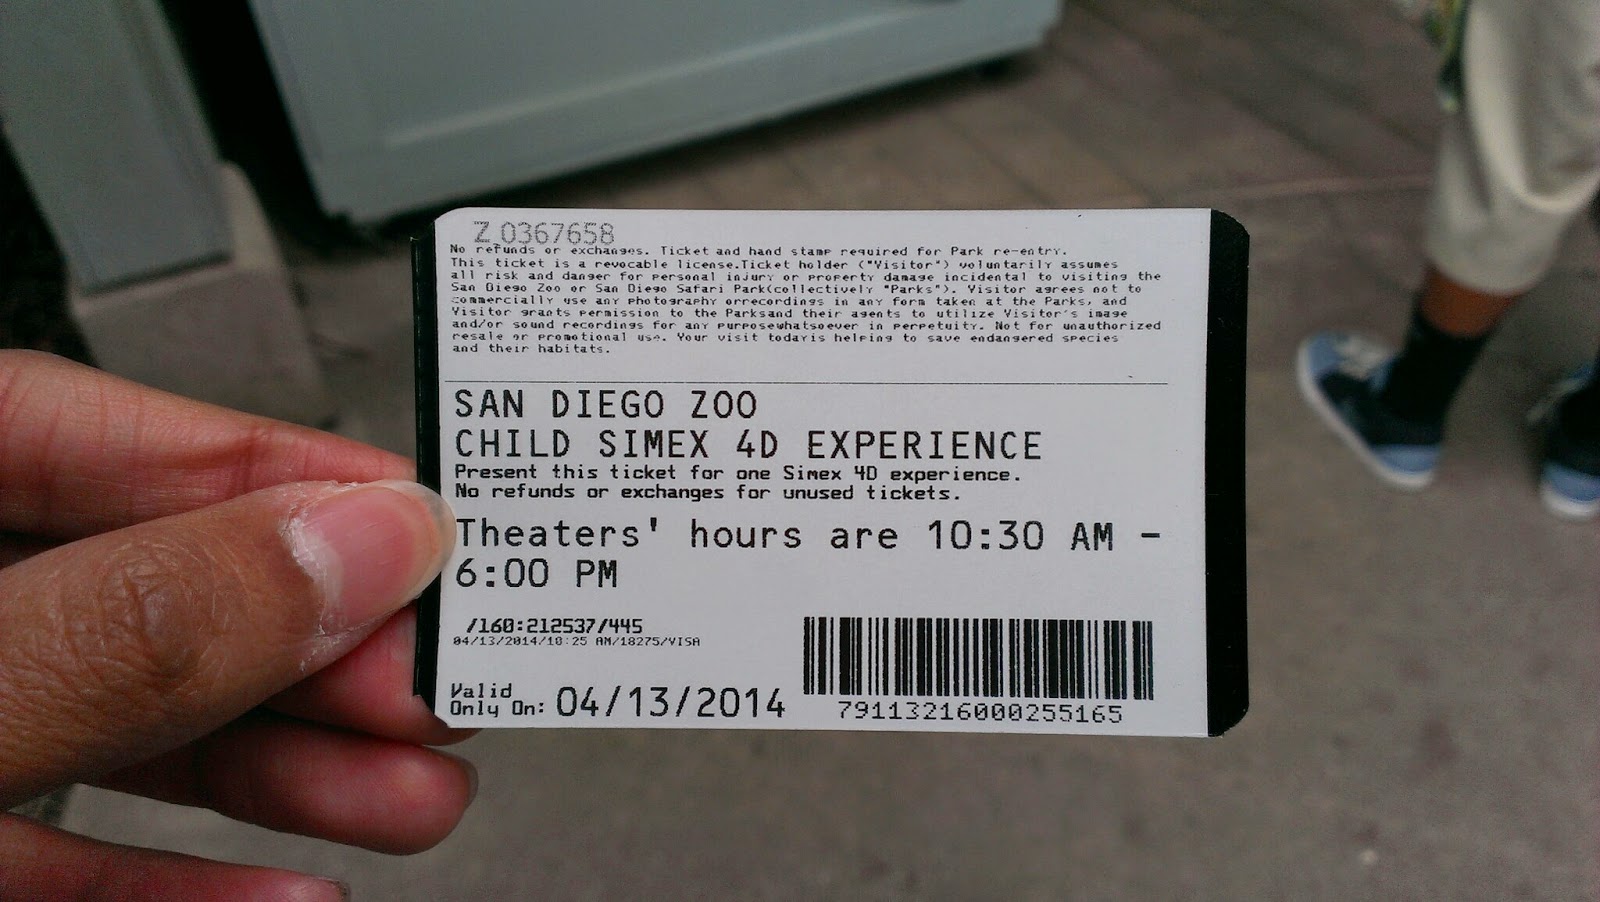 Z 0367658
No refunds or exchanges. Ticket and hand stamp required for Park re-entry.
This ticket is a revocable license.Ticket holder ("Visitor") voluntarily assumes
all risk and danger for personal injury or property damage incidental to visiting the
San Diego Zoo or San Diego Safari Park(collectively "Parks"). Visitor agrees not to
commercially use any photography orrecordings in any form taken at the Parks, and
Visitor grants permission to the Parksand their agents to utilize Visitor's image
and/or sound recordings for any purposewhatsoever in perpetuity. Not for unauthorized
resale or promotional use. Your visit todayis helping to save endangered species
and their habitats.
SAN DIEGO ZOO
CHILD SIMEX 4D EXPERIENCE
Present this ticket for one Simex 4D experience.
No refunds or exchanges for unused tickets.
Theaters' hours are 10:30 AM -
6:00 PM
/160:212537/445
04/13/2014/10:25 AM/18275/VISA
Valid
Only On: 04/13/2014
79113216000255165